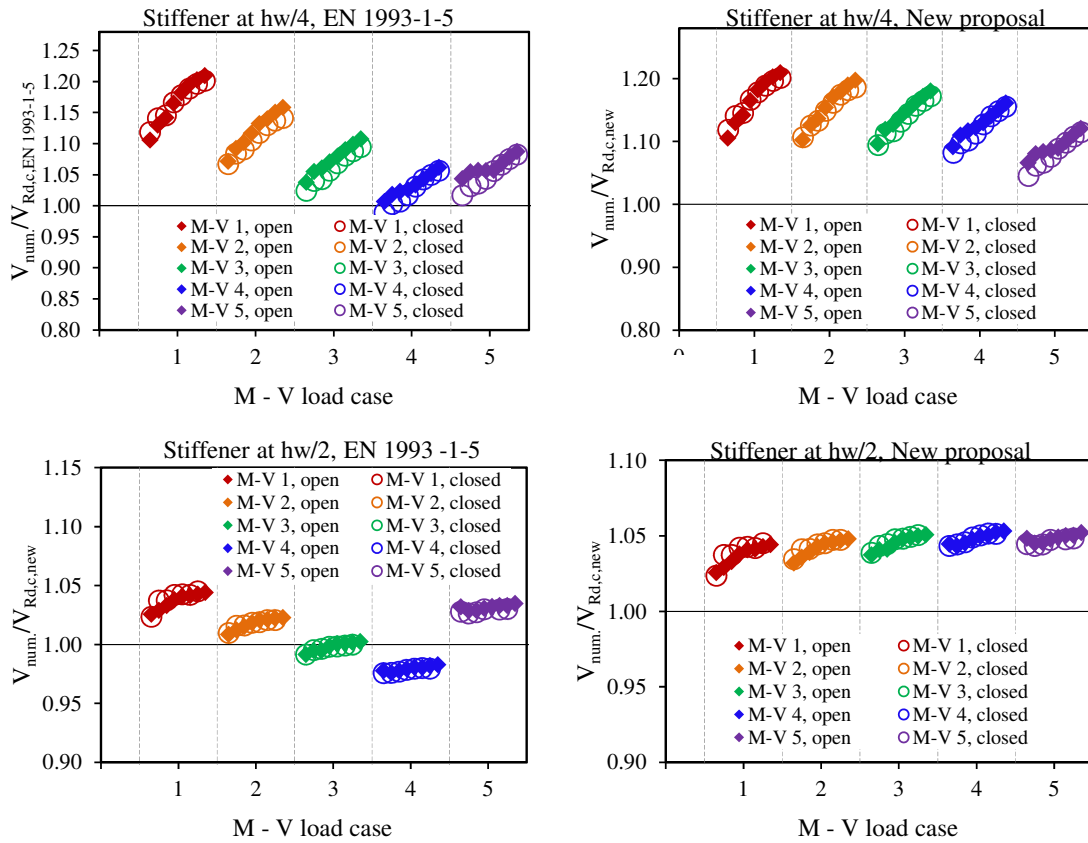 Stiffener at hw/4, EN 1993-1-5
V num./V Rd,c,EN 1993-1-5
1.25
1.20
1.15
1.10
1.05
1.00
0.95
0.90
0.85
0.80
M-V 1, open M-V 1, closed
M-V 2, open M-V 2, closed
M-V 3, open M-V 3, closed
M-V 4, open M-V 4, closed
M-V 5, open M-V 5, closed
1 2 3 4 5
M - V load case
Stiffener at hw/4, New proposal
V num./V Rd,c,new
1.20
1.10
1.00
0.90
0.80
M-V 1, open M-V 1, closed
M-V 2, open M-V 2, closed
M-V 3, open M-V 3, closed
M-V 4, open M-V 4, closed
M-V 5, open M-V 5, closed
1 2 3 4 5
M - V load case
Stiffener at hw/2, EN 1993 -1-5
V num./V Rd,c,new
1.15
1.10
1.05
1.00
0.95
0.90
M-V 1, open M-V 1, closed
M-V 2, open M-V 2, closed
M-V 3, open M-V 3, closed
M-V 4, open M-V 4, closed
M-V 5, open M-V 5, closed
1 2 3 4 5
M - V load case
Stiffener at hw/2, New proposal
V num./V Rd,c,new
1.10
1.05
1.00
0.95
0.90
M-V 1, open M-V 1, closed
M-V 2, open M-V 2, closed
M-V 3, open M-V 3, closed
M-V 4, open M-V 4, closed
M-V 5, open M-V 5, closed
1 2 3 4 5
M - V load case